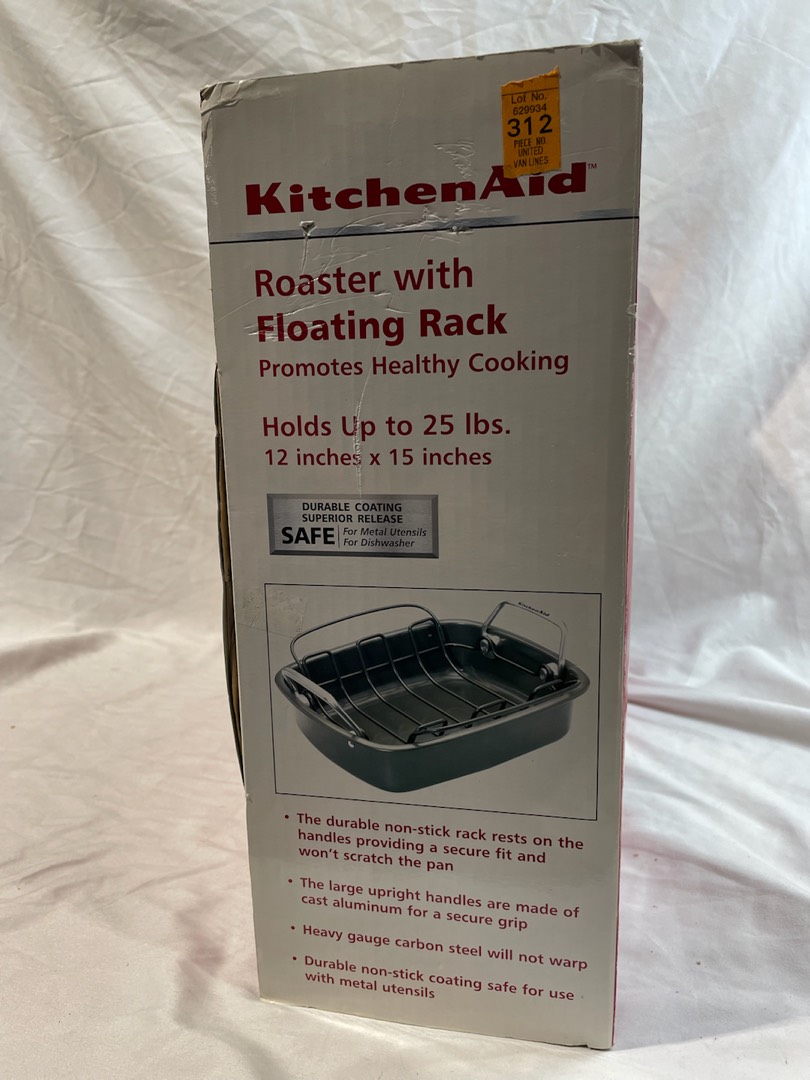 Lot No.
629934
312
PIECE NO.
UNITED
VAN LINES
KitchenAid™
Roaster with
Floating Rack
Promotes Healthy Cooking
Holds Up to 25 lbs.
12 inches x 15 inches
DURABLE COATING
SUPERIOR RELEASE
SAFE For Metal Utensils
For Dishwasher
KitchenAid
• The durable non-stick rack rests on the
handles providing a secure fit and
won't scratch the pan
• The large upright handles are made of
cast aluminum for a secure grip
• Heavy gauge carbon steel will not warp
• Durable non-stick coating safe for use
with metal utensils